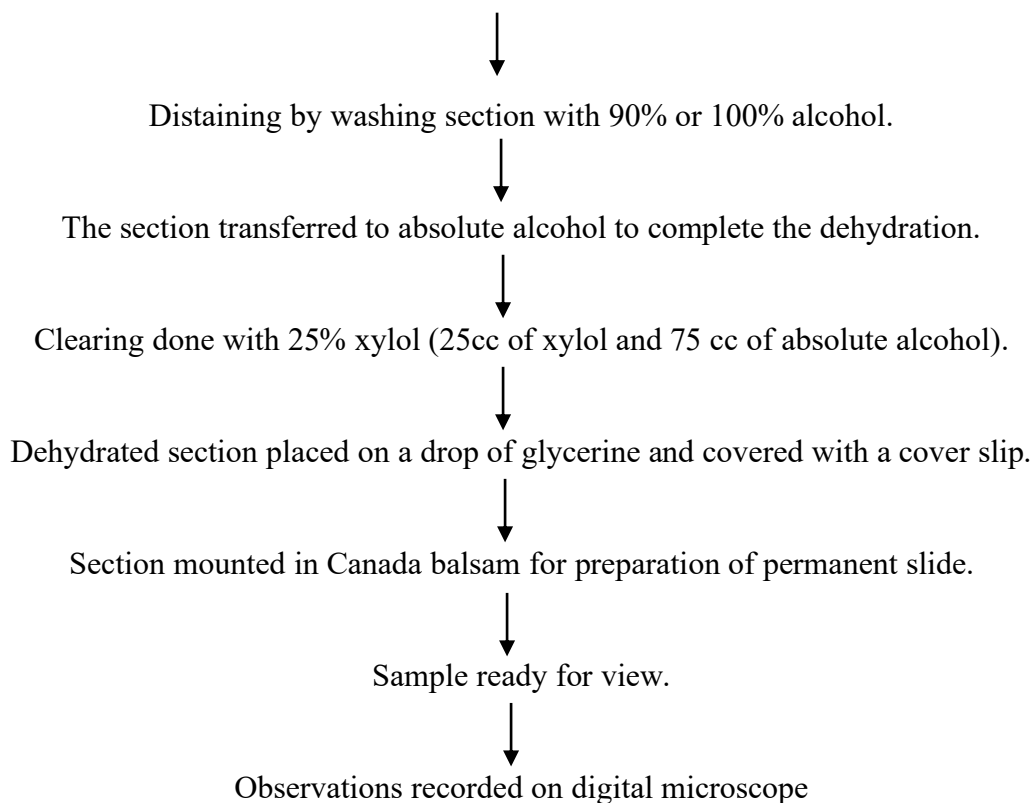 Distaining by washing section with 90% or 100% alcohol.
The section transferred to absolute alcohol to complete the dehydration.
Clearing done with 25% xylol (25cc of xylol and 75 cc of absolute alcohol).
Dehydrated section placed on a drop of glycerine and covered with a cover slip.
Section mounted in Canada balsam for preparation of permanent slide.
Sample ready for view.
Observations recorded on digital microscope